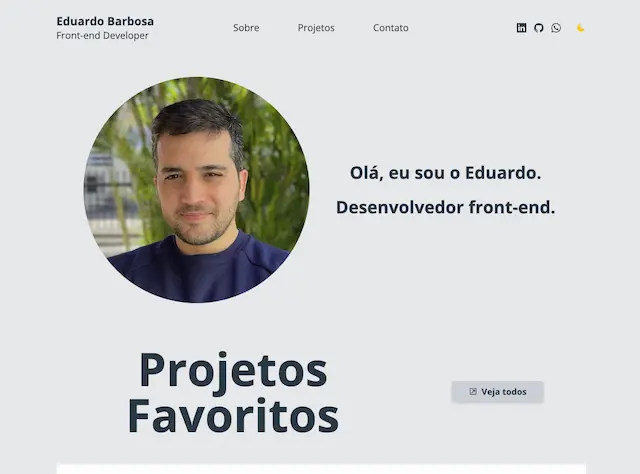 Eduardo Barbosa
Front-end Developer
Sobre
Projetos
Contato
Olá, eu sou o Eduardo.
Desenvolvedor front-end.
Projetos
Favoritos
Veja todos